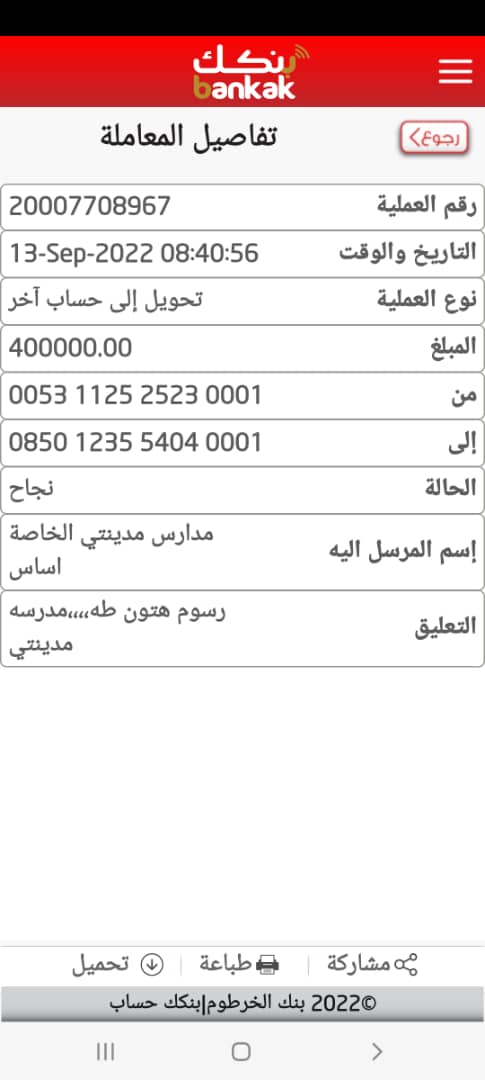 بنكك
bankak
تفاصيل المعاملة
رجوع
رقم العملية 20007708967
التاريخ والوقت 13-Sep-2022 08:40:56
نوع العملية تحويل إلى حساب آخر
المبلغ 400000.00
من 0053 1125 2523 0001
إلى 0850 1235 5404 0001
الحالة نجاح
إسم المرسل اليه مدارس مدينتي الخاصة
اساس
التعليق رسوم هتون طه،،،،مدرسه
مدينتي
مشاركة | طباعة | تحميل
©2022 بنك الخرطوم|بنكك حساب